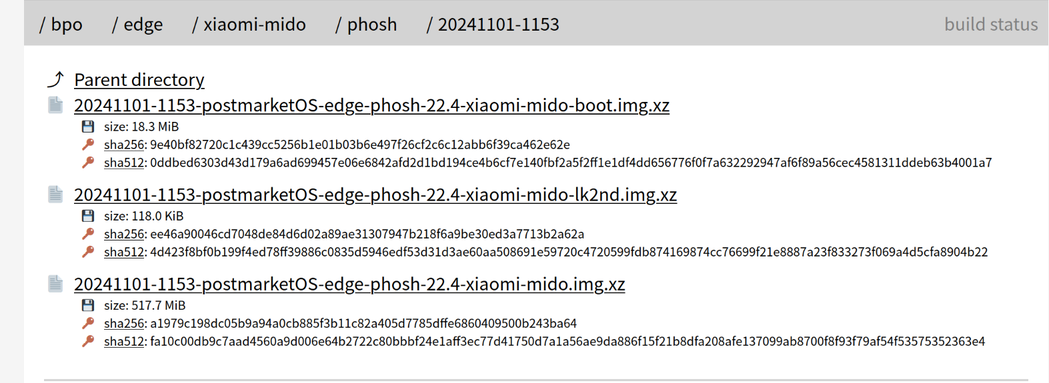 / bpo / edge / xiaomi-mido / phosh / 20241101-1153 build status
Parent directory
20241101-1153-postmarketOS-edge-phosh-22.4-xiaomi-mido-boot.img.xz
size: 18.3 MiB
sha256: 9e40bf82720c1c439cc5256b1e01b03b6e497f26cf2c6c12abb6f39ca462e62e
sha512: 0ddbed6303d43d179a6ad699457e06e6842afd2d1bd194ce4b6cf7e140fbf2a5f2ff1e1df4dd656776f0f7a632292947af6f89a56cec4581311ddeb63b4001a7
20241101-1153-postmarketOS-edge-phosh-22.4-xiaomi-mido-lk2nd.img.xz
size: 118.0 KiB
sha256: ee46a90046cd7048de84d6d02a89ae31307947b218f6a9be30ed3a7713b2a62a
sha512: 4d423f8bf0b199f4ed78ff39886c0835d5946edf53d31d3ae60aa508691e59720c4720599fdb874169874cc76699f21e8887a23f833273f069a4d5cfa8904b22
20241101-1153-postmarketOS-edge-phosh-22.4-xiaomi-mido.img.xz
size: 517.7 MiB
sha256: a1979c198dc05b9a94a0cb885f3b11c82a405d7785dffe6860409500b243ba64
sha512: fa10c00db9c7aad4560a9d006e64b2722c80bbbf24e1aff3ec77d41750d7a1a56ae9da886f15f21b8dfa208afe137099ab8700f8f93f79af54f53575352363e4